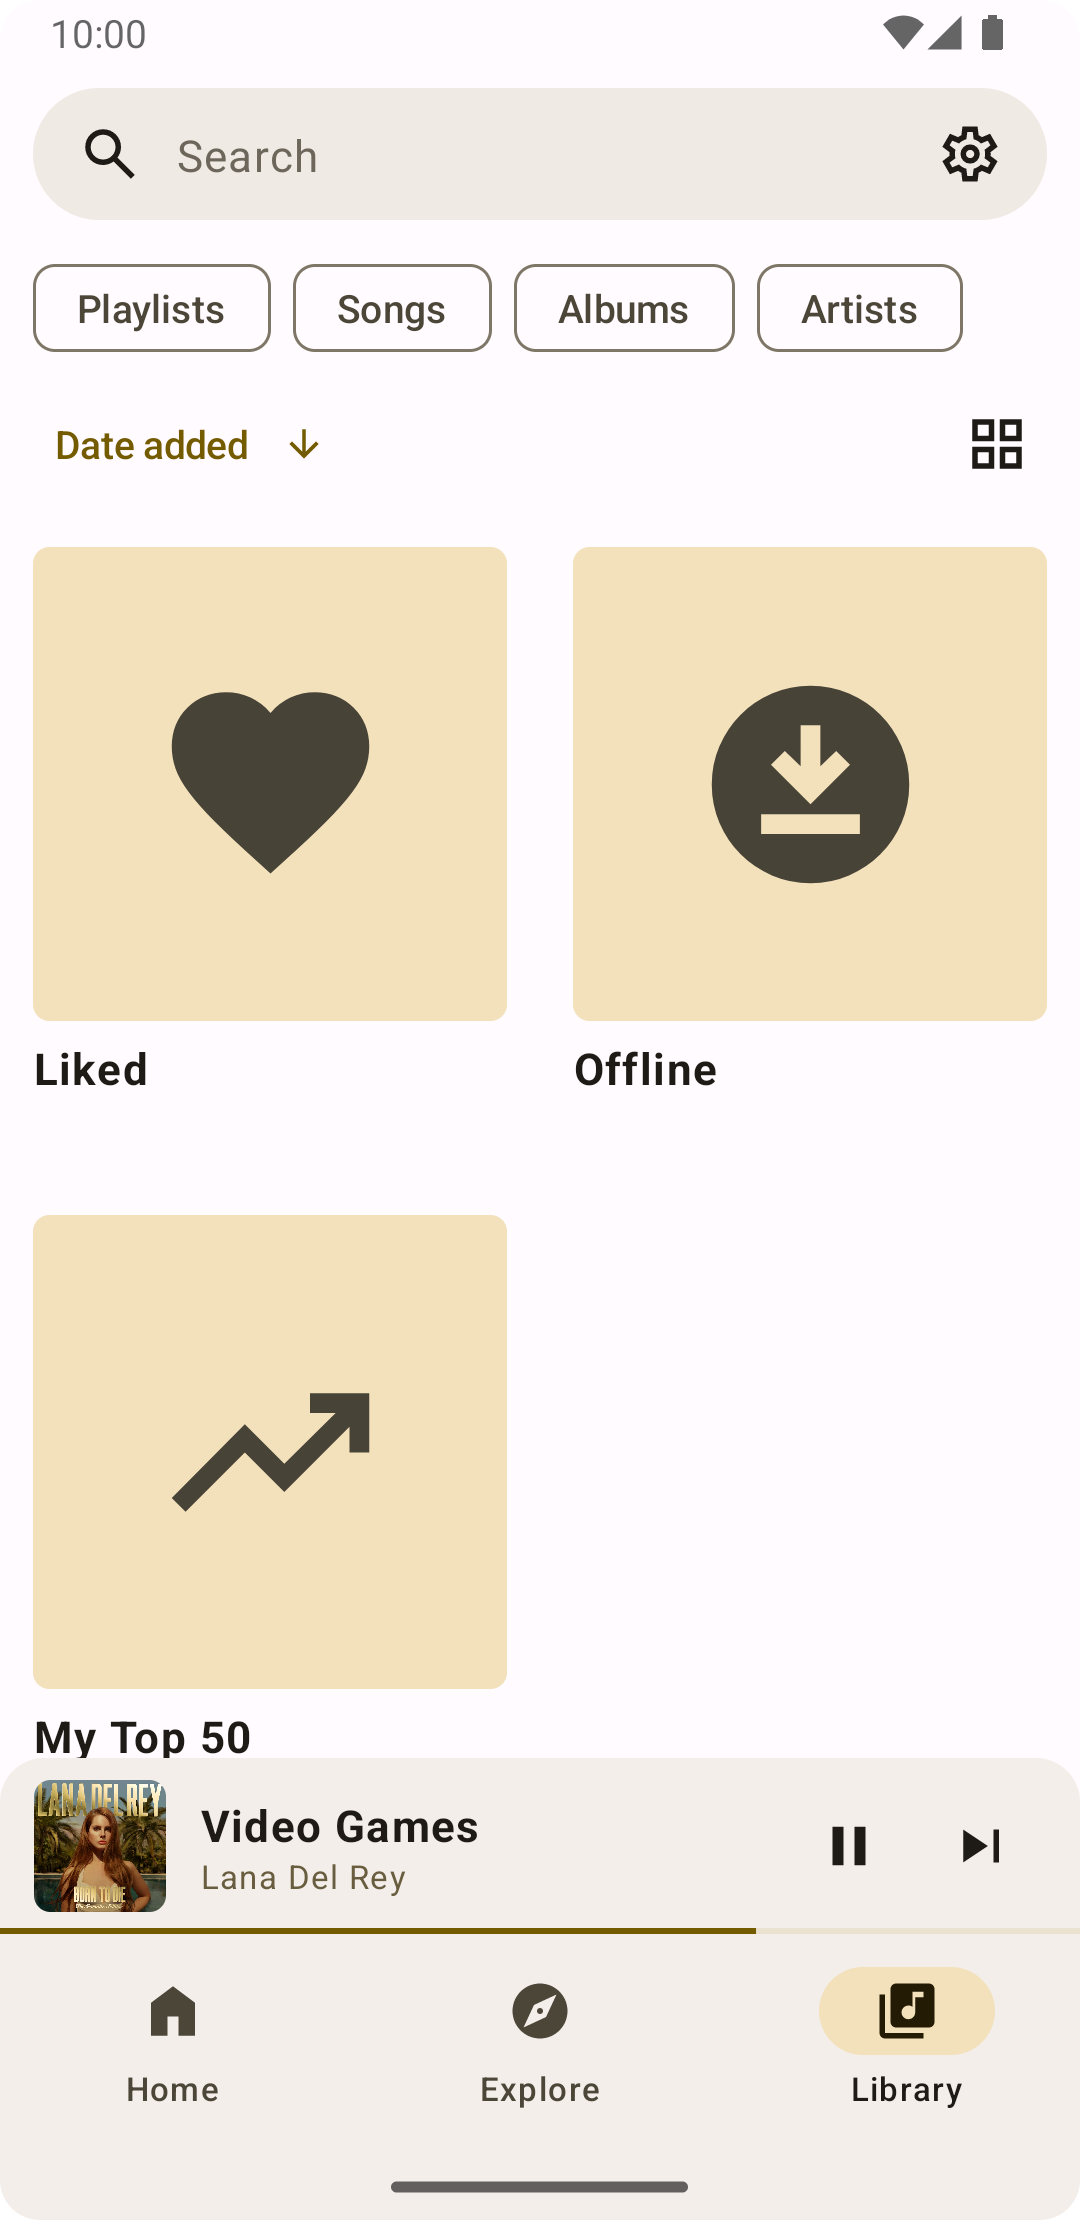 10:00
Search
Playlists
Songs
Albums
Artists
Date added
Liked
Offline
My Top 50
LANA DEL REY
BORN TO DIE
Video Games
Lana Del Rey
Home
Explore
Library